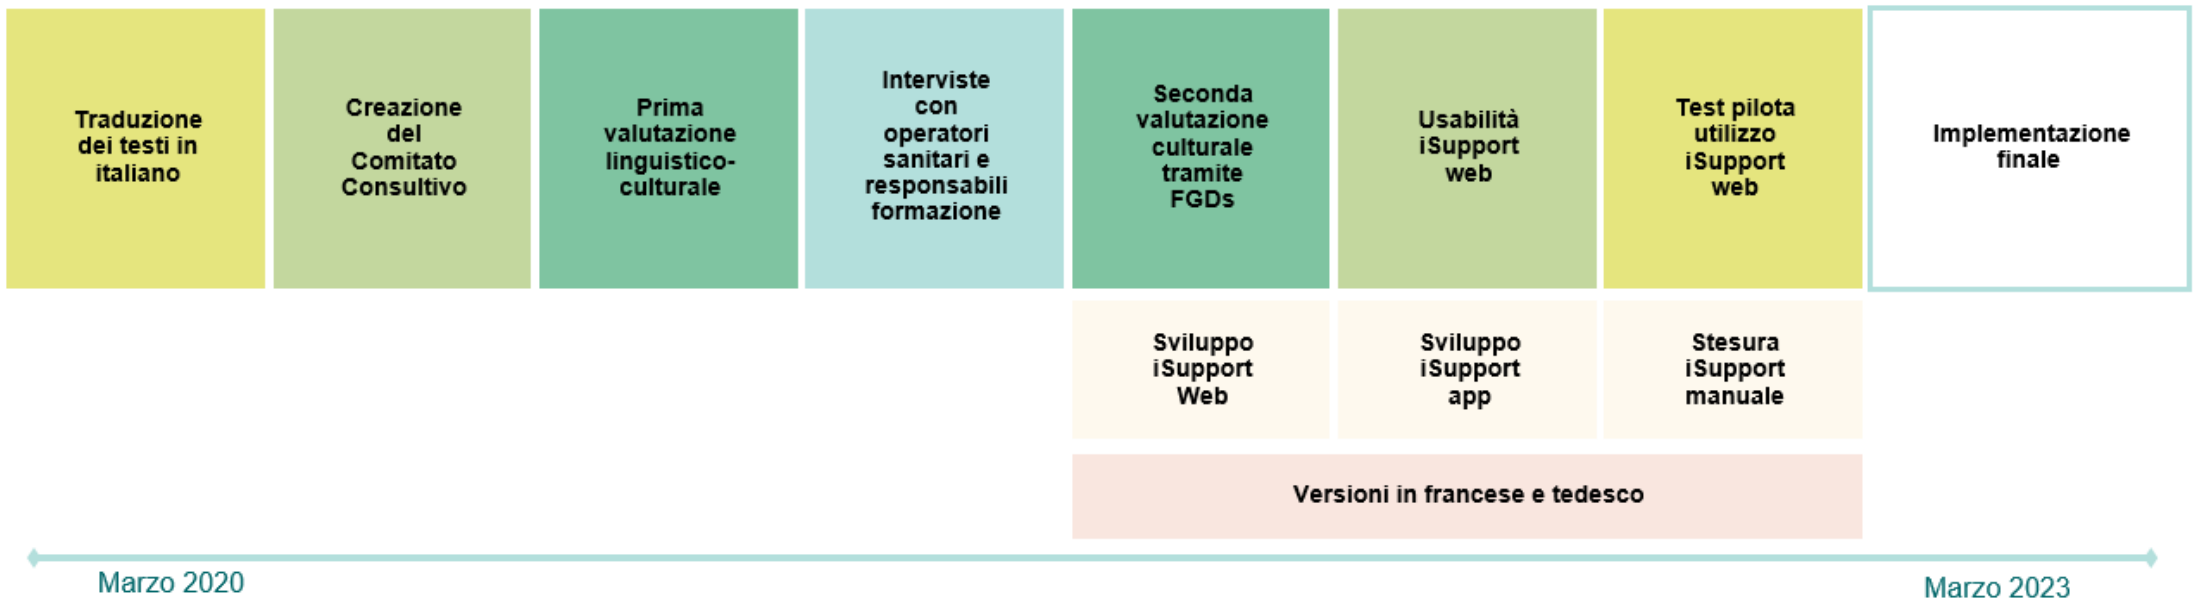 Traduzione
dei testi in
italiano
Creazione
del
Comitato
Consultivo
Prima
valutazione
linguistico-
culturale
Interviste
con
operatori
sanitari e
responsabili
formazione
Seconda
valutazione
culturale
tramite
FGDs
Usabilità
iSupport
web
Test pilota
utilizzo
iSupport
web
Implementazione
finale
Sviluppo
iSupport
Web
Sviluppo
iSupport
app
Stesura
iSupport
manuale
Versioni in francese e tedesco
Marzo 2020
Marzo 2023